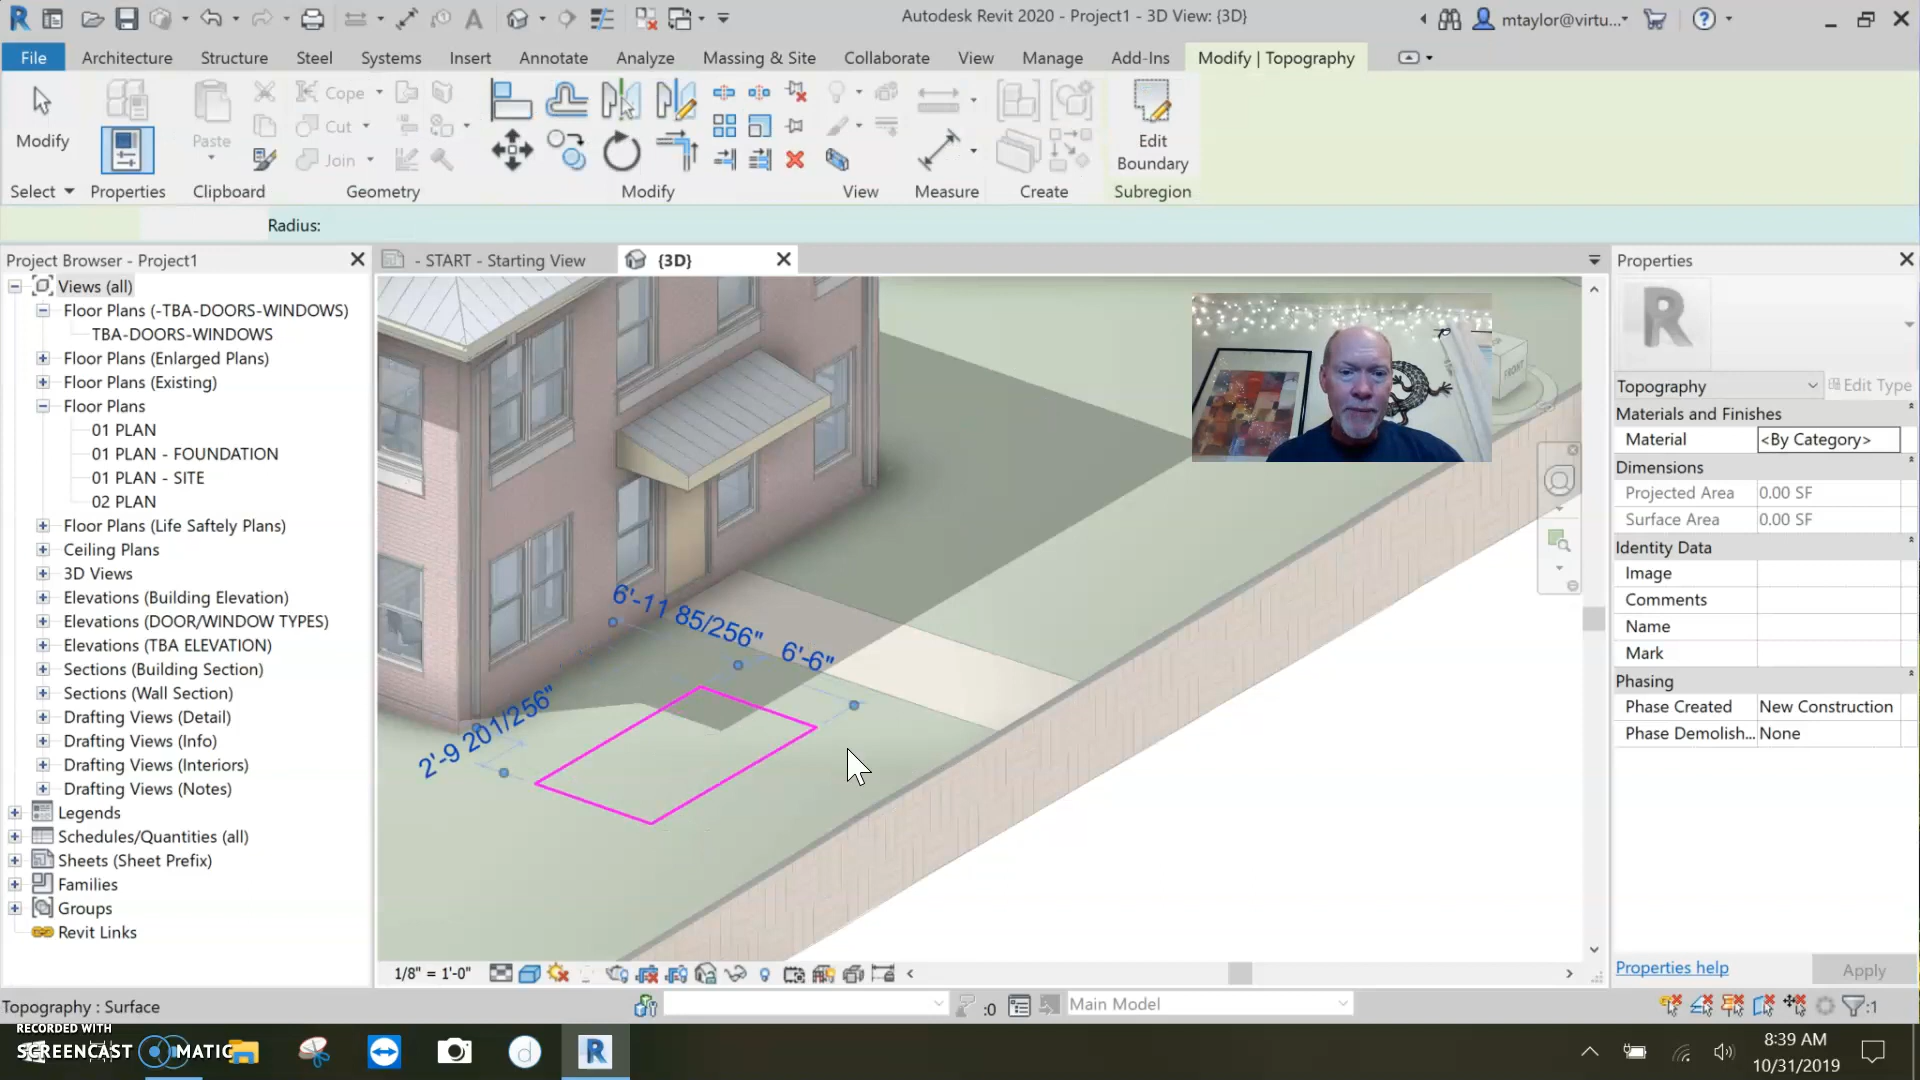 Autodesk Revit 2020 - Project1 - 3D View: {3D}
mtaylor@virtu...
File Architecture Structure Steel Systems Insert Annotate Analyze Massing & Site Collaborate View Manage Add-Ins Modify | Topography
Modify
Paste
Cope
Cut
Join
Edit
Boundary
Select Properties Clipboard Geometry Modify View Measure Create Subregion
Radius:
Project Browser - Project1
- START - Starting View
{3D}
Properties
Views (all)
Floor Plans (-TBA-DOORS-WINDOWS)
TBA-DOORS-WINDOWS
Floor Plans (Enlarged Plans)
Floor Plans (Existing)
Floor Plans
01 PLAN
01 PLAN - FOUNDATION
01 PLAN - SITE
02 PLAN
Floor Plans (Life Saftely Plans)
Ceiling Plans
3D Views
Elevations (Building Elevation)
Elevations (DOOR/WINDOW TYPES)
Elevations (TBA ELEVATION)
Sections (Building Section)
Sections (Wall Section)
Drafting Views (Detail)
Drafting Views (Info)
Drafting Views (Interiors)
Drafting Views (Notes)
Legends
Schedules/Quantities (all)
Sheets (Sheet Prefix)
Families
Groups
Revit Links
6'-11 85/256"
6'-6"
2'-9 201/256"
FRONT
Topography
Edit Type
Materials and Finishes
Material <By Category>
Dimensions
Projected Area 0.00 SF
Surface Area 0.00 SF
Identity Data
Image
Comments
Name
Mark
Phasing
Phase Created New Construction
Phase Demolish... None
Properties help
Apply
1/8" = 1'-0"
Topography : Surface
:0
Main Model
:1
RECORDED WITH
SCREENCAST MATIC
8:39 AM
10/31/2019